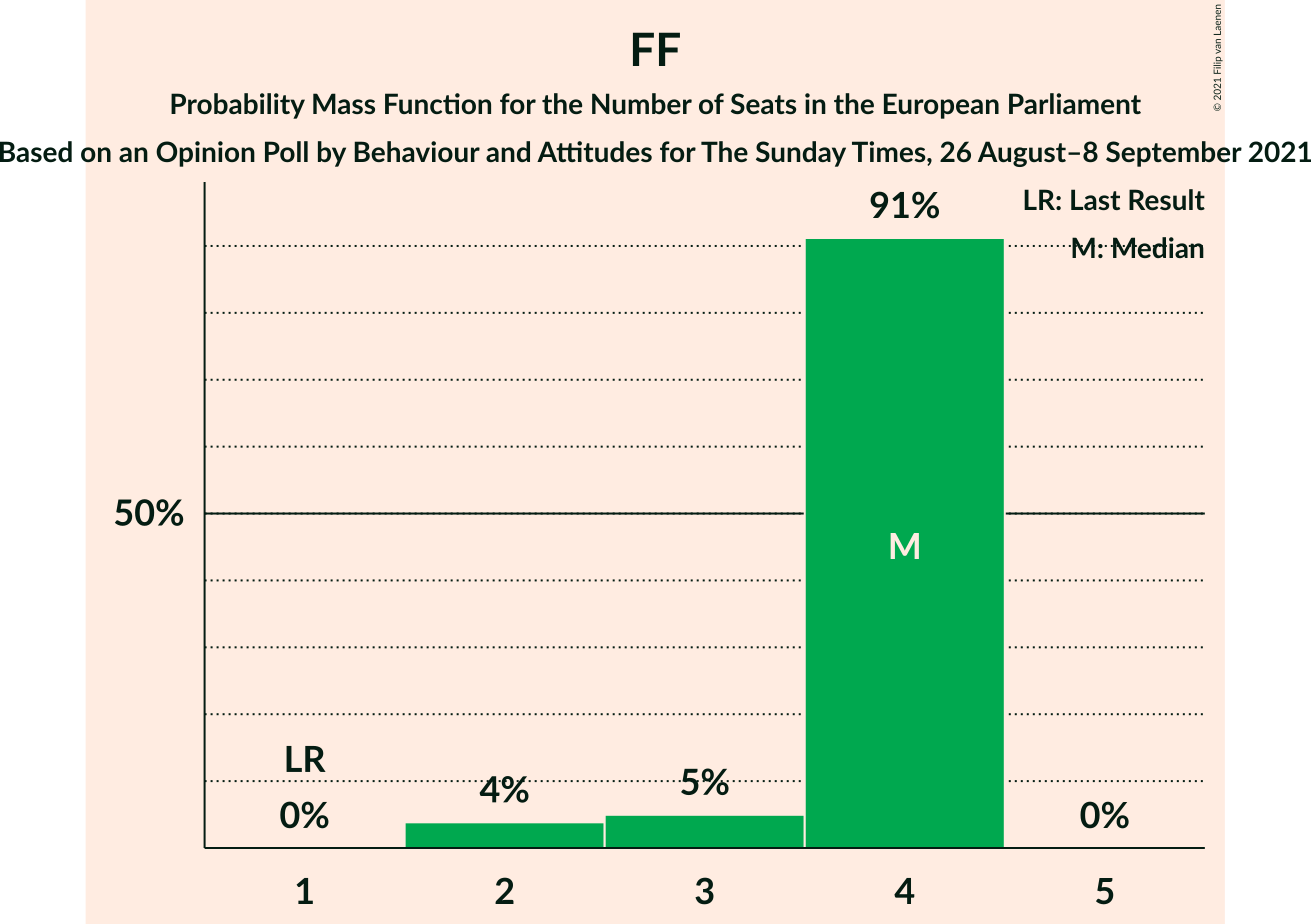 FF
Probability Mass Function for the Number of Seats in the European Parliament
Based on an Opinion Poll by Behaviour and Attitudes for The Sunday Times, 26 August–8 September 2021
© 2021 Filip van Laenen
LR: Last Result
M: Median
91%
50%
M
LR
0%
4%
5%
0%
1 2 3 4 5